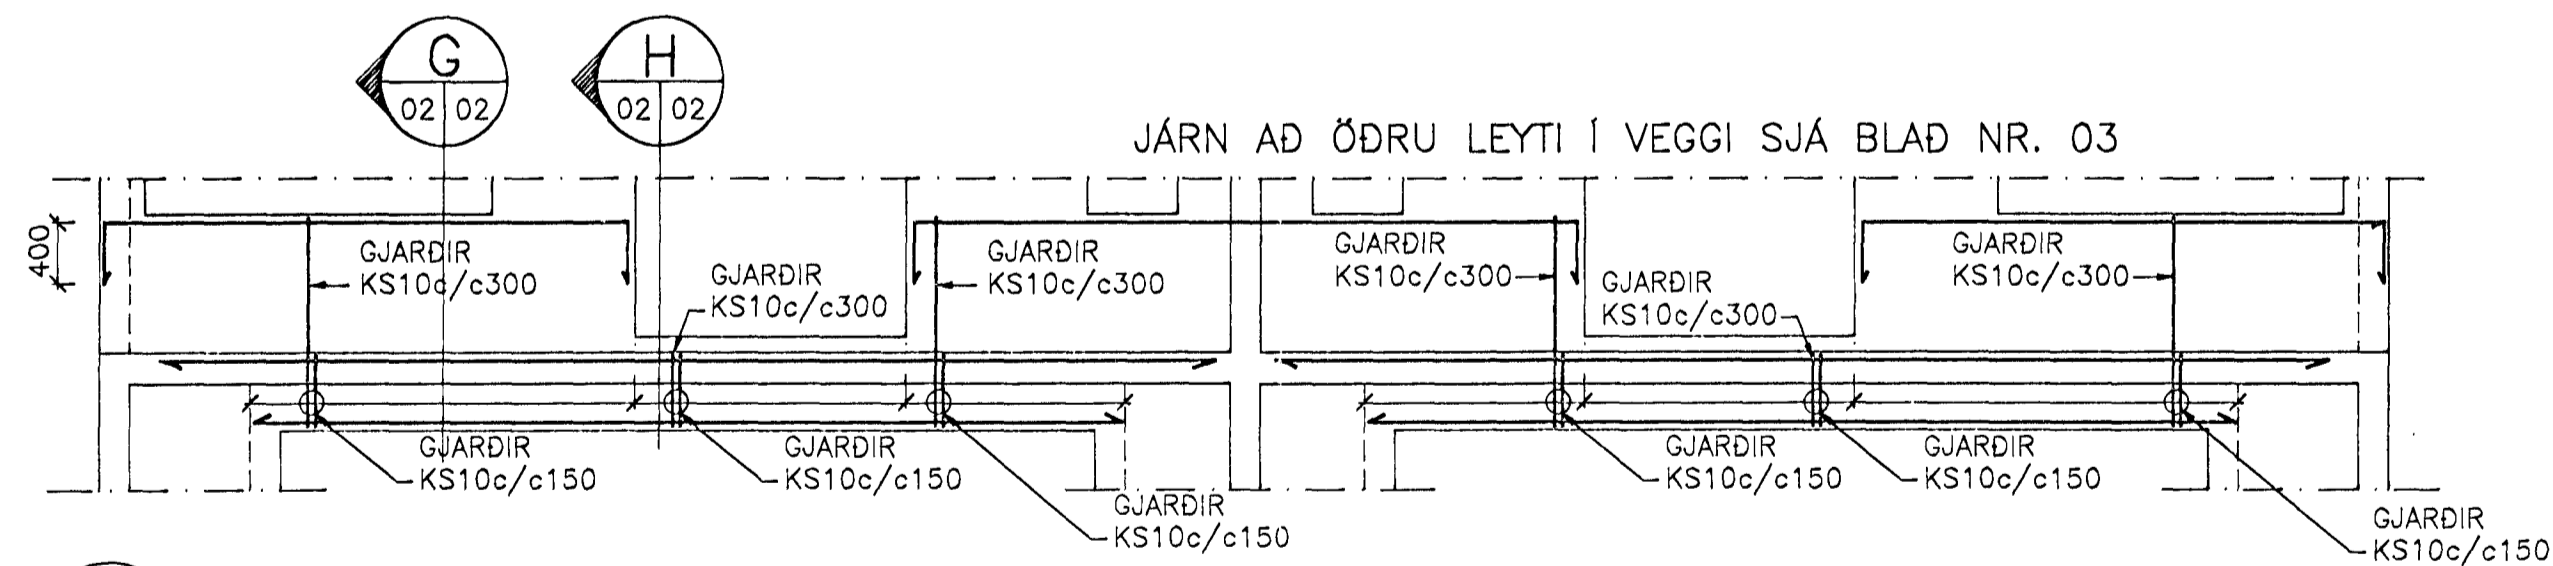 G
02 02
H
02 02
JÁRN AÐ ÖÐRU LEYTI Í VEGGI SJÁ BLAÐ NR. 03
400
GJARÐIR
KS10c/c300
GJARÐIR
KS10c/c300
GJARÐIR
KS10c/c300
GJARÐIR
KS10c/c300
GJARÐIR
KS10c/c300
GJARÐIR
KS10c/c300
GJARÐIR
KS10c/c150
GJARÐIR
KS10c/c150
GJARÐIR
KS10c/c150
GJARÐIR
KS10c/c150
GJARÐIR
KS10c/c150
GJARÐIR
KS10c/c150